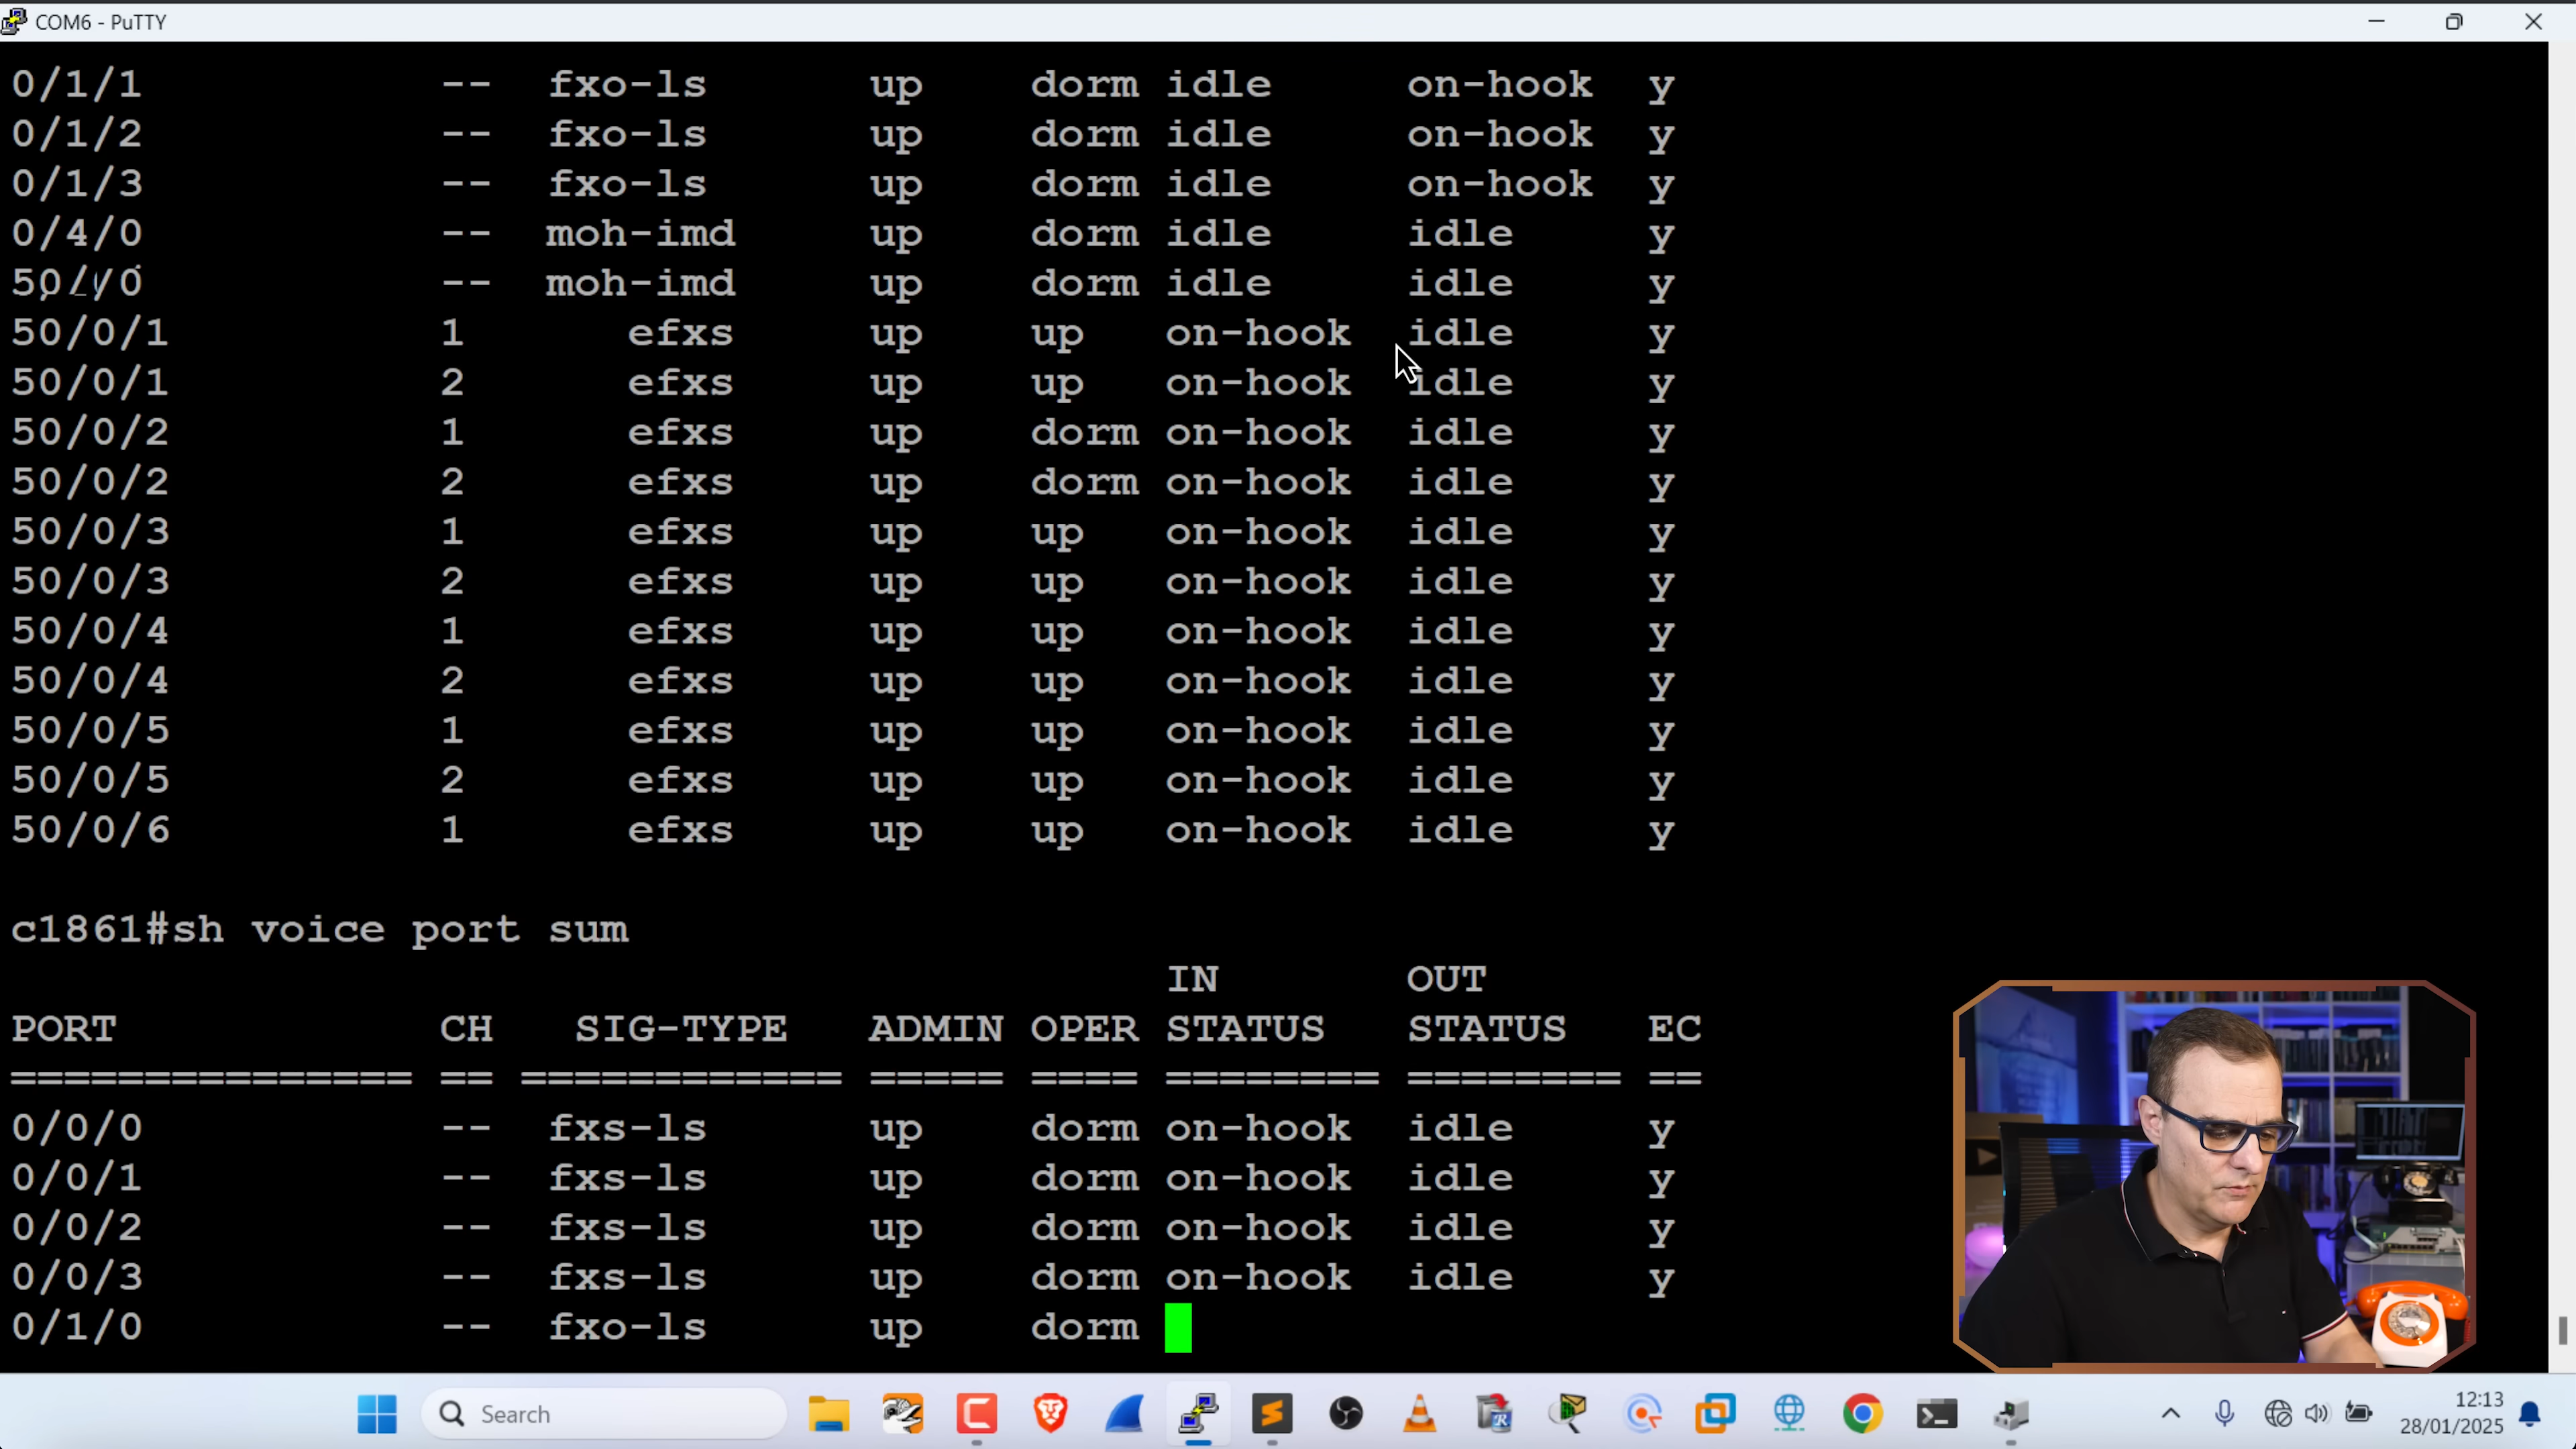 COM6 - PuTTY
0/1/1 -- fxo-ls up dorm idle on-hook y
0/1/2 -- fxo-ls up dorm idle on-hook y
0/1/3 -- fxo-ls up dorm idle on-hook y
0/4/0 -- moh-imd up dorm idle idle y
-- moh-imd up dorm idle idle y
50/0/1 1 efxs up up on-hook idle y
50/0/1 2 efxs up up on-hook idle y
50/0/2 1 efxs up dorm on-hook idle y
50/0/2 2 efxs up dorm on-hook idle y
50/0/3 1 efxs up up on-hook idle y
50/0/3 2 efxs up up on-hook idle y
50/0/4 1 efxs up up on-hook idle y
50/0/4 2 efxs up up on-hook idle y
50/0/5 1 efxs up up on-hook idle y
50/0/5 2 efxs up up on-hook idle y
50/0/6 1 efxs up up on-hook idle y
c1861#sh voice port sum
IN OUT
PORT CH SIG-TYPE ADMIN OPER STATUS STATUS EC
=============== == ============ ===== ==== ======== ======== ==
0/0/0 -- fxs-ls up dorm on-hook idle y
0/0/1 -- fxs-ls up dorm on-hook idle y
0/0/2 -- fxs-ls up dorm on-hook idle y
0/0/3 -- fxs-ls up dorm on-hook idle y
0/1/0 -- fxo-ls up dorm
Search
12:13
28/01/2025